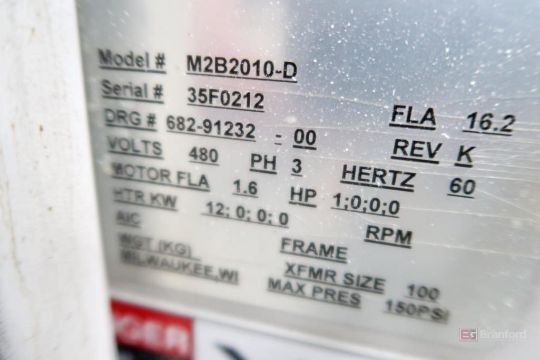 Model # M2B2010-D
Serial # 35F0212
FLA 16.2
DRG # 682-91232 - 00
REV K
VOLTS 480 PH 3 HERTZ 60
MOTOR FLA 1.6 HP 1;0;0;0
HTR KW 12; 0; 0; 0 RPM
AIC
WGT (KG) FRAME
MILWAUKEE,WI XFMR SIZE 100
MAX PRES 150PSI
EG Branford